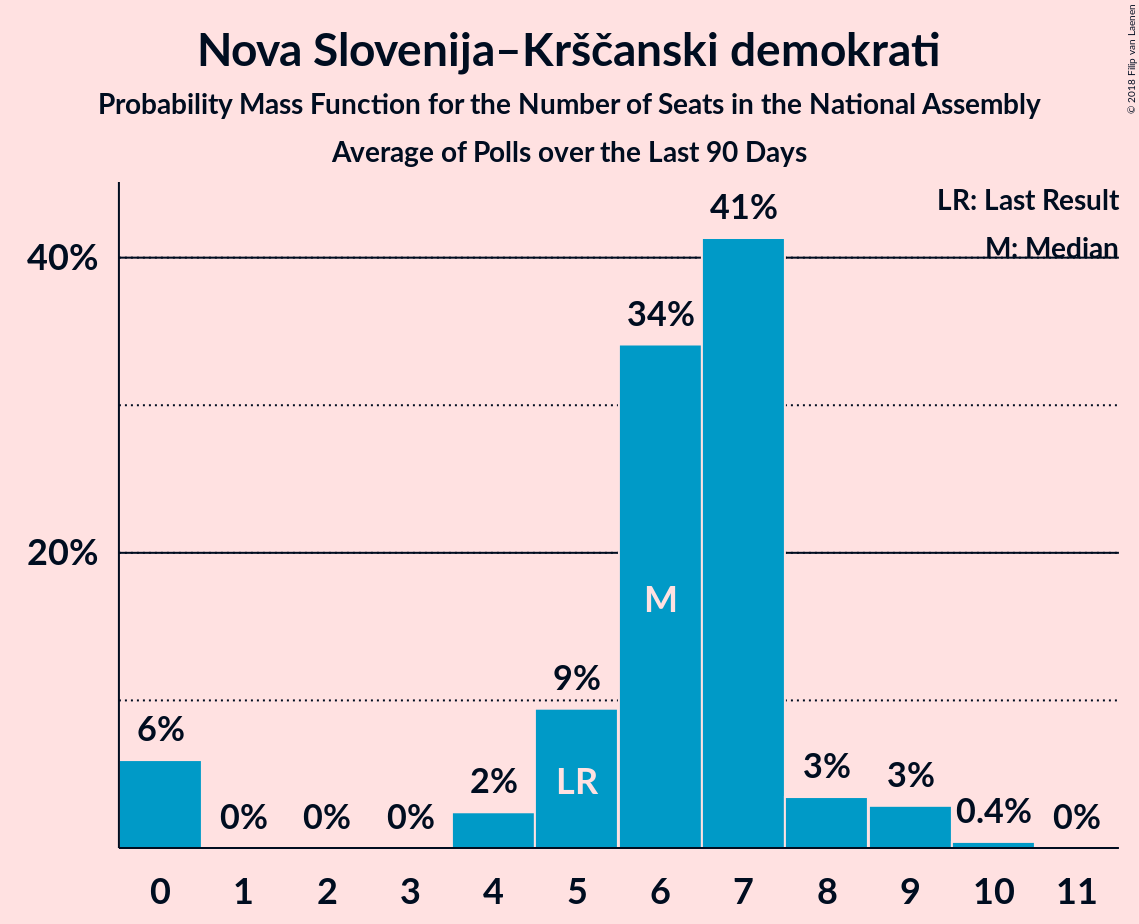 Nova Slovenija–Krščanski demokrati
Probability Mass Function for the Number of Seats in the National Assembly
Average of Polls over the Last 90 Days
© 2018 Filip van Laenen
LR: Last Result
M: Median
40%
20%
6%
0%
0%
0%
2%
9%
34%
41%
3%
3%
0.4%
0%
LR
M
0 1 2 3 4 5 6 7 8 9 10 11